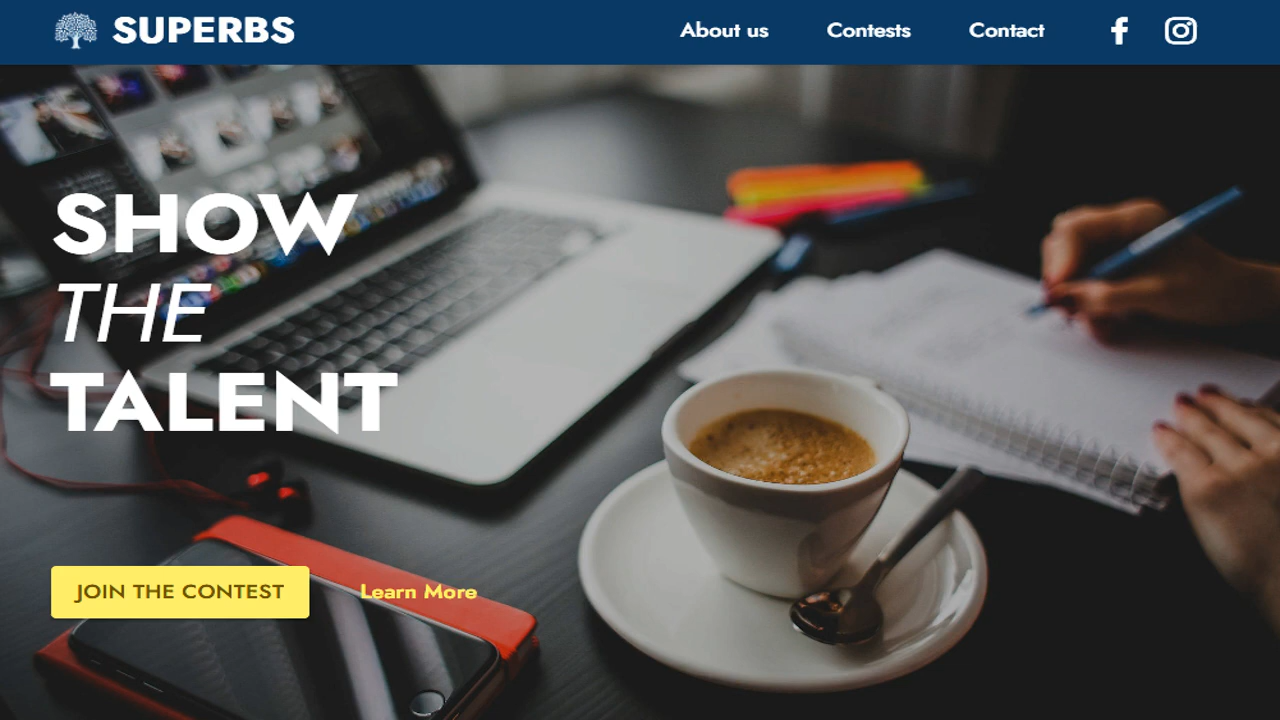 SUPERBS
About us
Contests
Contact
SHOW
THE
TALENT
JOIN THE CONTEST
Learn More